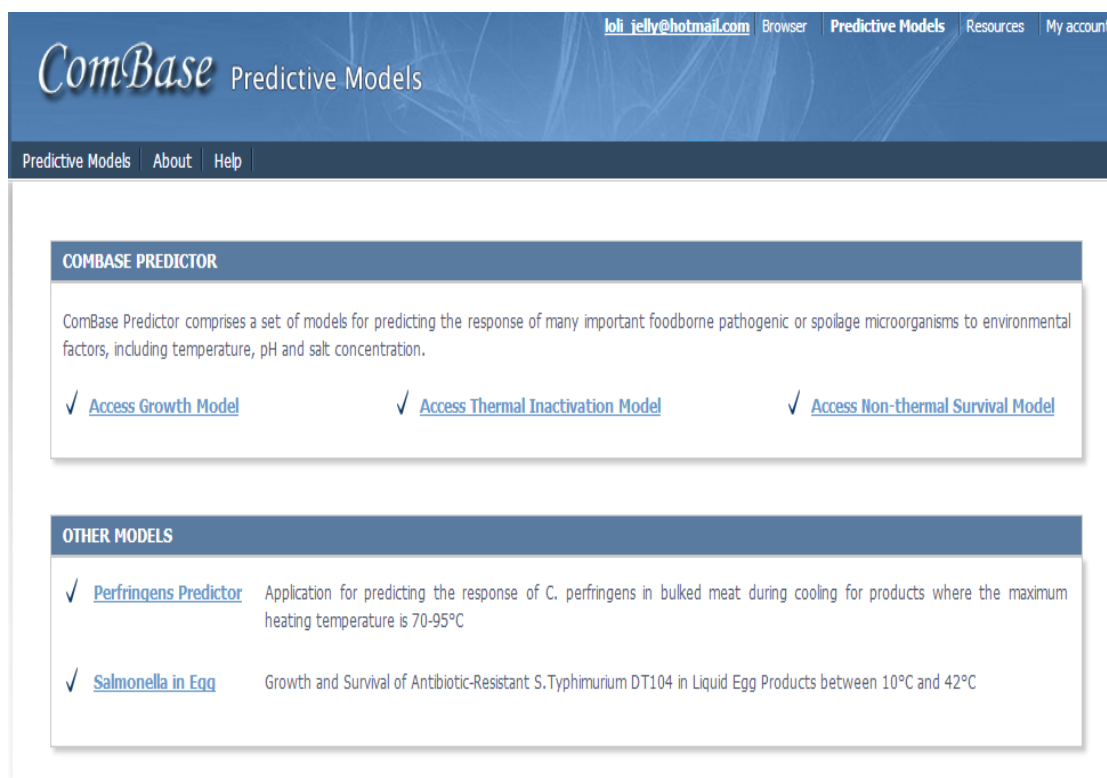 loli_jelly@hotmail.com Browser Predictive Models Resources My account
ComBase Predictive Models
Predictive Models About Help
COMBASE PREDICTOR
ComBase Predictor comprises a set of models for predicting the response of many important foodborne pathogenic or spoilage microorganisms to environmental
factors, including temperature, pH and salt concentration.
√ Access Growth Model √ Access Thermal Inactivation Model √ Access Non-thermal Survival Model
OTHER MODELS
√ Perfringens Predictor Application for predicting the response of C. perfringens in bulked meat during cooling for products where the maximum
heating temperature is 70-95°C
√ Salmonella in Egg Growth and Survival of Antibiotic-Resistant S.Typhimurium DT104 in Liquid Egg Products between 10°C and 42°C